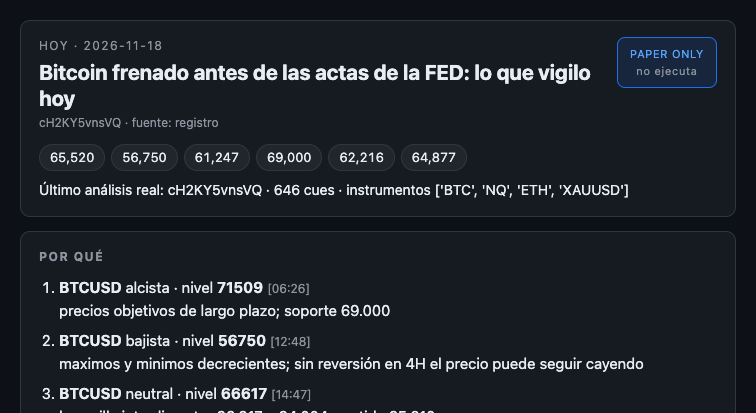 HOY · 2026-11-18
PAPER ONLY
no ejecuta
Bitcoin frenado antes de las actas de la FED: lo que vigilo
hoy
cH2KY5vnsVQ · fuente: registro
65,520 56,750 61,247 69,000 62,216 64,877
Último análisis real: cH2KY5vnsVQ · 646 cues · instrumentos ['BTC', 'NQ', 'ETH', 'XAUUSD']
POR QUÉ
1. BTCUSD alcista · nivel 71509 [06:26]
precios objetivos de largo plazo; soporte 69.000
2. BTCUSD bajista · nivel 56750 [12:48]
maximos y minimos decrecientes; sin reversión en 4H el precio puede seguir cayendo
3. BTCUSD neutral · nivel 66617 [14:47]